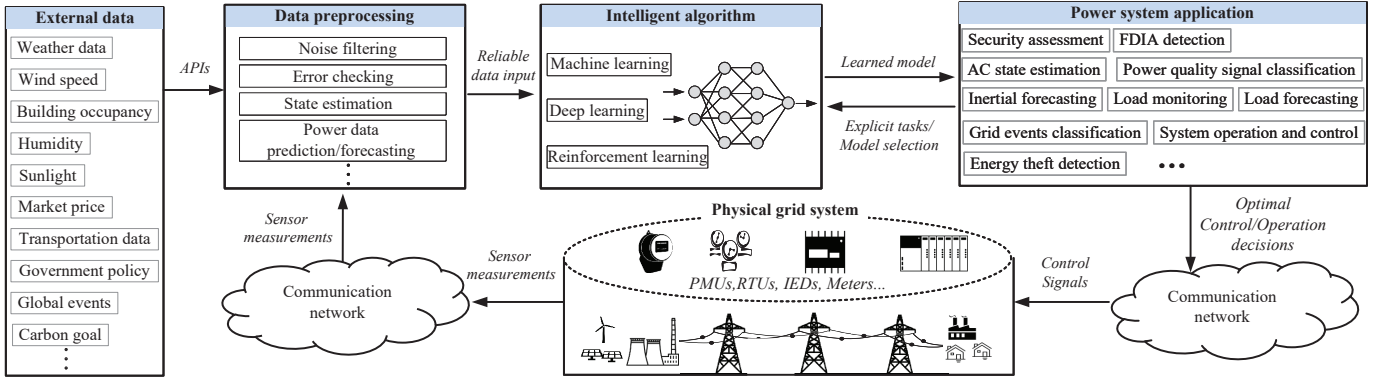 External data
Weather data
Wind speed
Building occupancy
Humidity
Sunlight
Market price
Transportation data
Government policy
Global events
Carbon goal
APIs
Data preprocessing
Noise filtering
Error checking
State estimation
Power data
prediction/forecasting
Reliable
data input
Intelligent algorithm
Machine learning
Deep learning
Reinforcement learning
Learned model
Explicit tasks/
Model selection
Power system application
Security assessment
FDIA detection
AC state estimation
Power quality signal classification
Inertial forecasting
Load monitoring
Load forecasting
Grid events classification
System operation and control
Energy theft detection
Optimal
Control/Operation
decisions
Communication
network
Control
Signals
Physical grid system
PMUs,RTUs, IEDs, Meters...
Sensor
measurements
Communication
network
Sensor
measurements